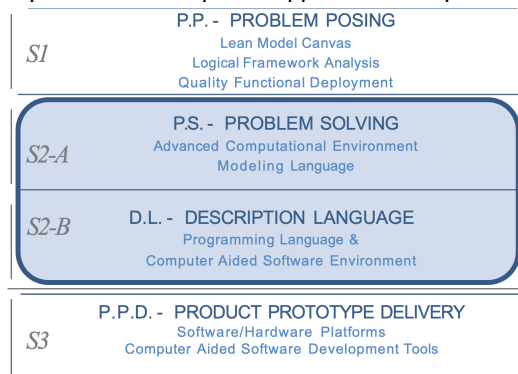 P.P. - PROBLEM POSING
Lean Model Canvas
S1
Logical Framework Analysis
Quality Functional Deployment
P.S. - PROBLEM SOLVING
S2-A
Advanced Computational Environment
Modeling Language
D.L. - DESCRIPTION LANGUAGE
S2-B
Programming Language &
Computer Aided Software Environment
P.P.D. - PRODUCT PROTOTYPE DELIVERY
Software/Hardware Platforms
S3
Computer Aided Software Development Tools